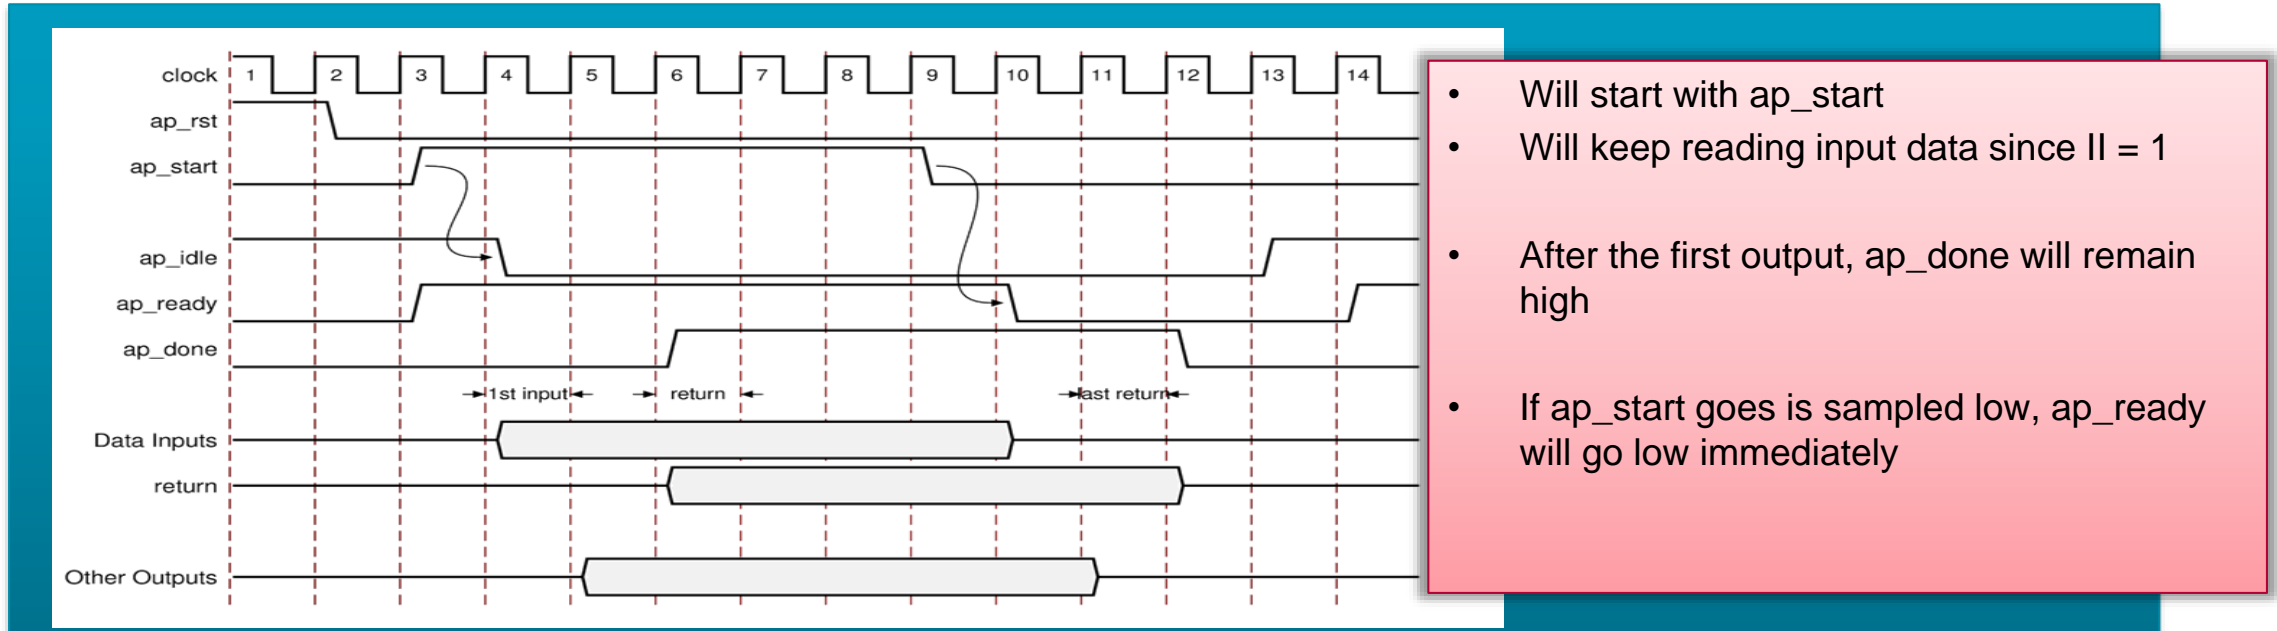 clock 1 2 3 4 5 6 7 8 9 10 11 12 13 14
ap_rst
ap_start
ap_idle
ap_ready
ap_done
1st input return last return
Data Inputs
return
Other Outputs
• Will start with ap_start
• Will keep reading input data since II = 1
• After the first output, ap_done will remain
high
• If ap_start goes is sampled low, ap_ready
will go low immediately